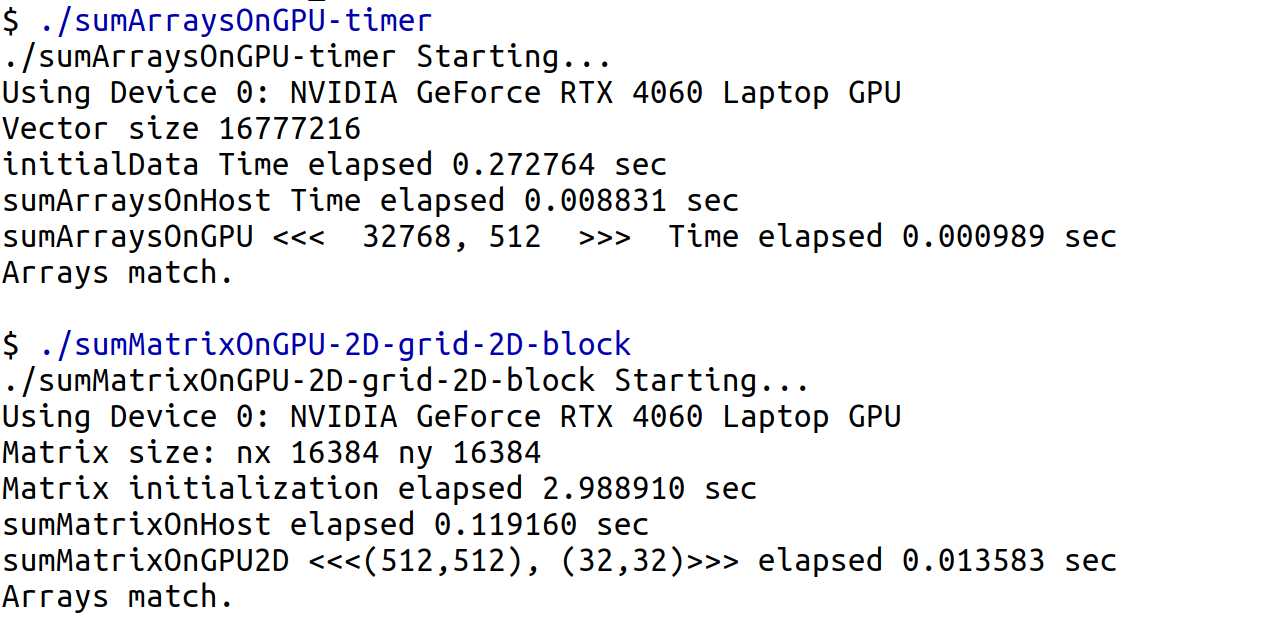 $ ./sumArraysOnGPU-timer
./sumArraysOnGPU-timer Starting...
Using Device 0: NVIDIA GeForce RTX 4060 Laptop GPU
Vector size 16777216
initialData Time elapsed 0.272764 sec
sumArraysOnHost Time elapsed 0.008831 sec
sumArraysOnGPU <<<  32768, 512  >>>  Time elapsed 0.000989 sec
Arrays match.

$ ./sumMatrixOnGPU-2D-grid-2D-block
./sumMatrixOnGPU-2D-grid-2D-block Starting...
Using Device 0: NVIDIA GeForce RTX 4060 Laptop GPU
Matrix size: nx 16384 ny 16384
Matrix initialization elapsed 2.988910 sec
sumMatrixOnHost elapsed 0.119160 sec
sumMatrixOnGPU2D <<<(512,512), (32,32)>>> elapsed 0.013583 sec
Arrays match.